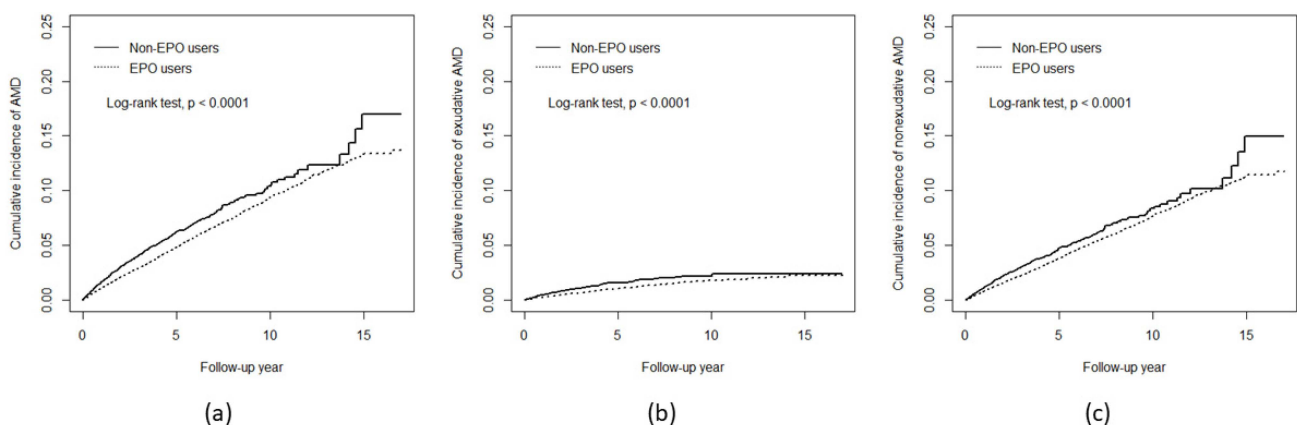 Cumulative incidence of AMD
0.25
0.20
0.15
0.10
0.05
0.00
Non-EPO users
EPO users
Log-rank test, p < 0.0001
0 5 10 15
Follow-up year
(a)
Cumulative incidence of exudative AMD
0.25
0.20
0.15
0.10
0.05
0.00
Non-EPO users
EPO users
Log-rank test, p < 0.0001
0 5 10 15
Follow-up year
(b)
Cumulative incidence of nonexudative AMD
0.25
0.20
0.15
0.10
0.05
0.00
Non-EPO users
EPO users
Log-rank test, p < 0.0001
0 5 10 15
Follow-up year
(c)